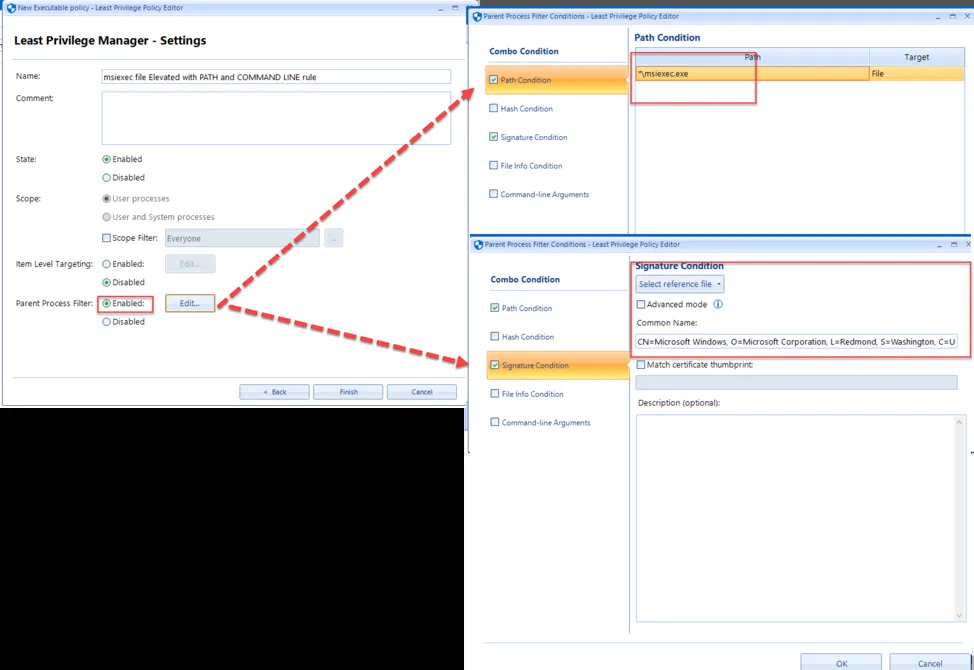 New Executable policy - Least Privilege Policy Editor
Least Privilege Manager - Settings
Name:
msiexec file Elevated with PATH and COMMAND LINE rule
Comment:
State:
Enabled
Disabled
Scope:
User processes
User and System processes
Scope Filter:
Everyone
...
Item Level Targeting:
Enabled:
Edit...
Disabled
Parent Process Filter:
Enabled:
Edit...
Disabled
< Back
Finish
Cancel
Parent Process Filter Conditions - Least Privilege Policy Editor
Combo Condition
Path Condition
Hash Condition
Signature Condition
File Info Condition
Command-line Arguments
Path Condition
Path
Target
*\msiexec.exe
File
Parent Process Filter Conditions - Least Privilege Policy Editor
Combo Condition
Path Condition
Hash Condition
Signature Condition
File Info Condition
Command-line Arguments
Signature Condition
Select reference file
Advanced mode
Common Name:
CN=Microsoft Windows, O=Microsoft Corporation, L=Redmond, S=Washington, C=U
Match certificate thumbprint:
Description (optional):
OK
Cancel